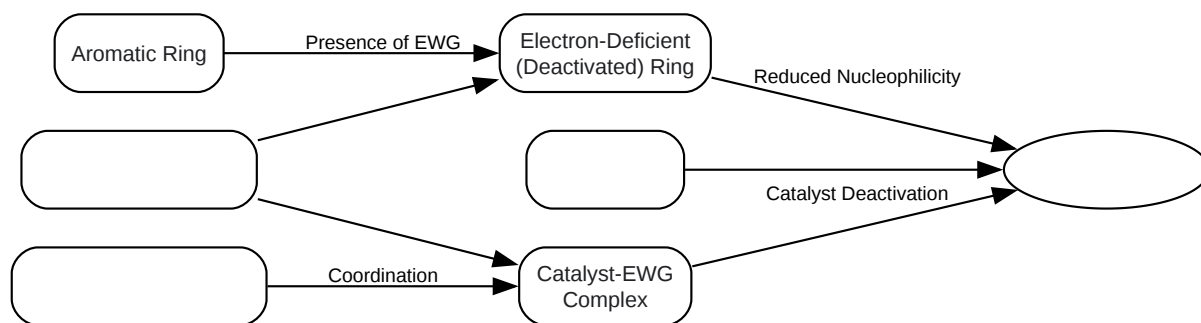 Aromatic Ring
Presence of EWG
Electron-Deficient
(Deactivated) Ring
Reduced Nucleophilicity
Catalyst Deactivation
Coordination
Catalyst-EWG
Complex